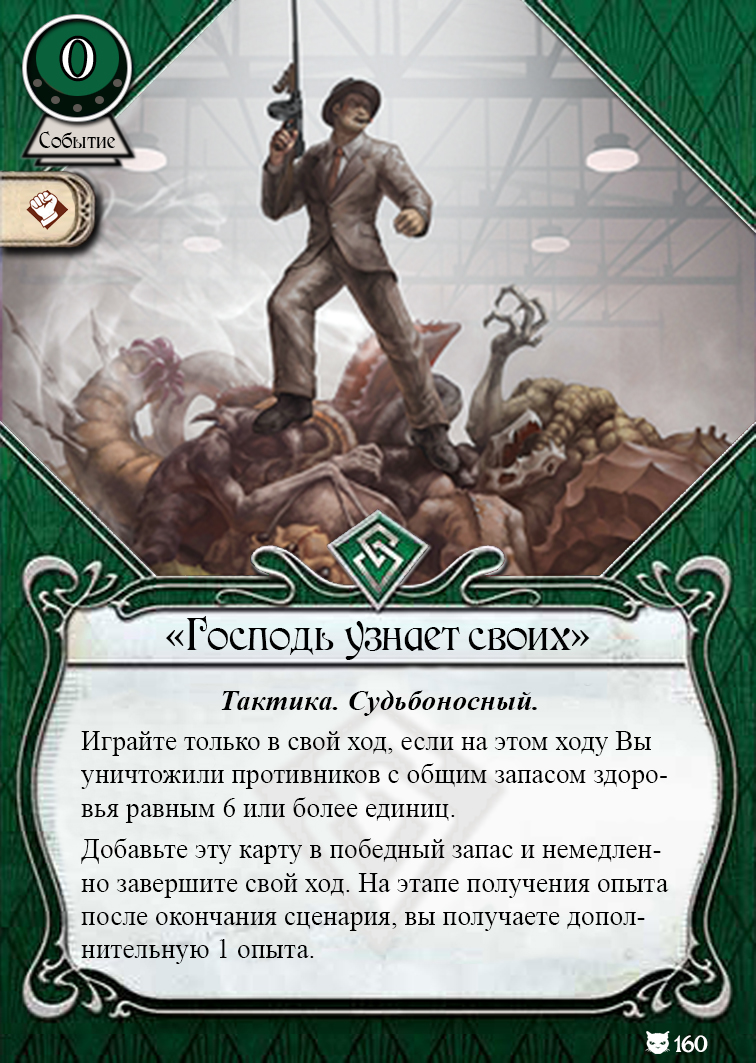 0
Событие
«Господь узнает своих»
Тактика. Судьбоносный.
Играйте только в свой ход, если на этом ходу Вы
уничтожили противников с общим запасом здоро-
вья равным 6 или более единиц.
Добавьте эту карту в победный запас и немедлен-
но завершите свой ход. На этапе получения опыта
после окончания сценария, вы получаете допол-
нительную 1 опыта.
160